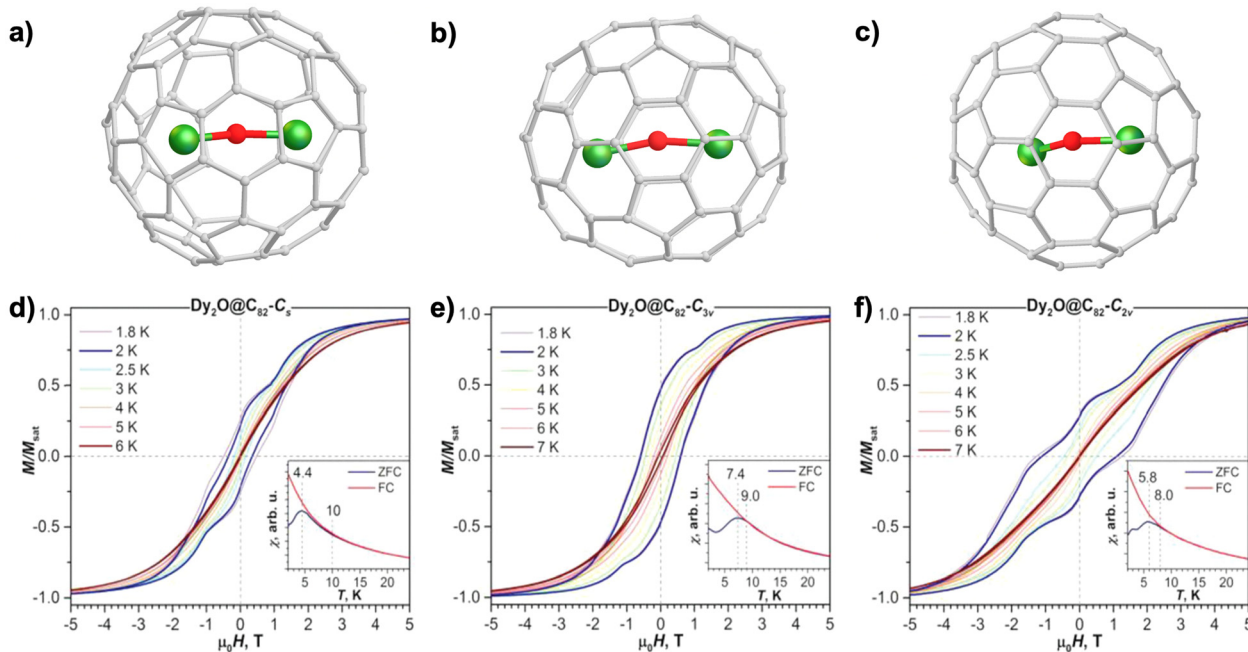 a)
b)
c)
d)
Dy₂O@C₈₂-Cₛ
1.8 K
2 K
2.5 K
3 K
4 K
5 K
6 K
M/Mₛₐₜ
1.0
0.5
0.0
-0.5
-1.0
-5 -4 -3 -2 -1 0 1 2 3 4 5
μ₀H, T
4.4
10
ZFC
FC
χ, arb. u.
5 10 15 20
T, K
e)
Dy₂O@C₈₂-C₃ᵥ
1.8 K
2 K
3 K
4 K
5 K
6 K
7 K
M/Mₛₐₜ
1.0
0.5
0.0
-0.5
-1.0
-5 -4 -3 -2 -1 0 1 2 3 4 5
μ₀H, T
7.4
9.0
ZFC
FC
χ, arb. u.
5 10 15 20
T, K
f)
Dy₂O@C₈₂-C₂ᵥ
1.8 K
2 K
2.5 K
3 K
4 K
5 K
6 K
7 K
M/Mₛₐₜ
1.0
0.5
0.0
-0.5
-1.0
-5 -4 -3 -2 -1 0 1 2 3 4 5
μ₀H, T
5.8
8.0
ZFC
FC
χ, arb. u.
5 10 15 20
T, K